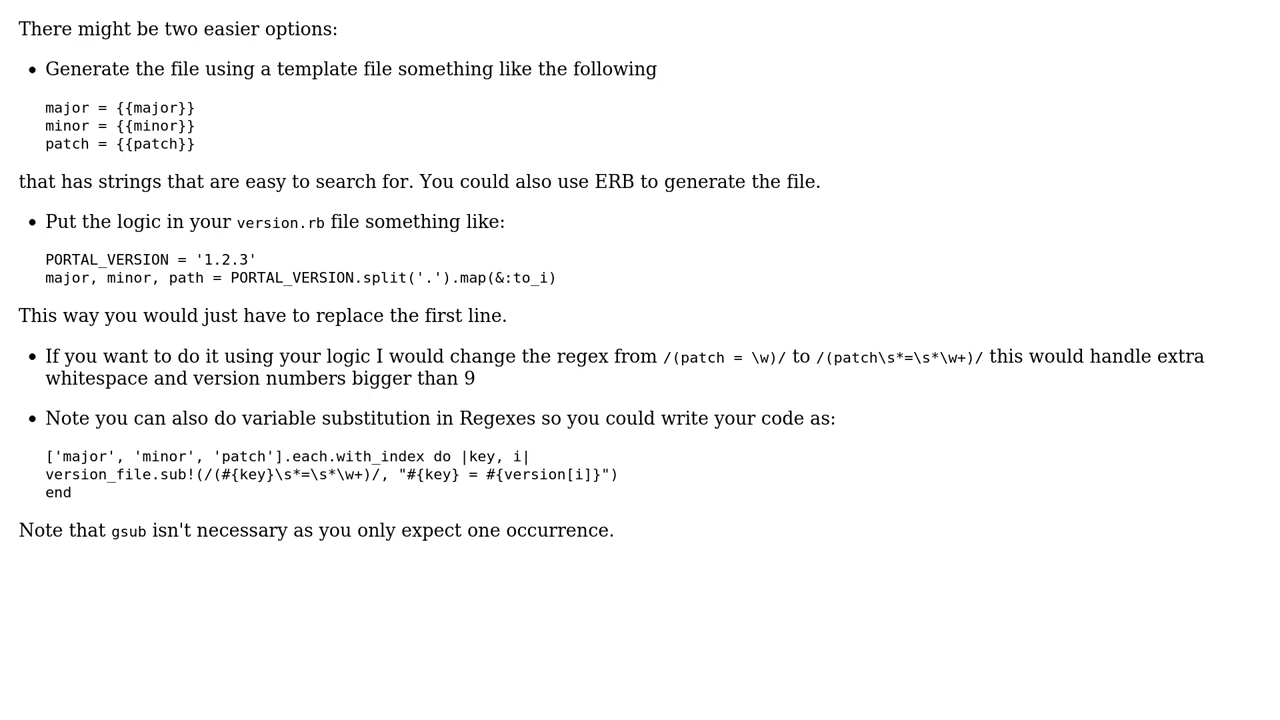 There might be two easier options:
• Generate the file using a template file something like the following
major = {{major}}
minor = {{minor}}
patch = {{patch}}
that has strings that are easy to search for. You could also use ERB to generate the file.
• Put the logic in your version.rb file something like:
PORTAL_VERSION = '1.2.3'
major, minor, path = PORTAL_VERSION.split('.').map(&:to_i)
This way you would just have to replace the first line.
• If you want to do it using your logic I would change the regex from /(patch = \w)/ to /(patch\s*=\s*\w+)/ this would handle extra
whitespace and version numbers bigger than 9
• Note you can also do variable substitution in Regexes so you could write your code as:
['major', 'minor', 'patch'].each.with_index do |key, i|
version_file.sub!(/(#{key}\s*=\s*\w+)/, "#{key} = #{version[i]}")
end
Note that gsub isn't necessary as you only expect one occurrence.